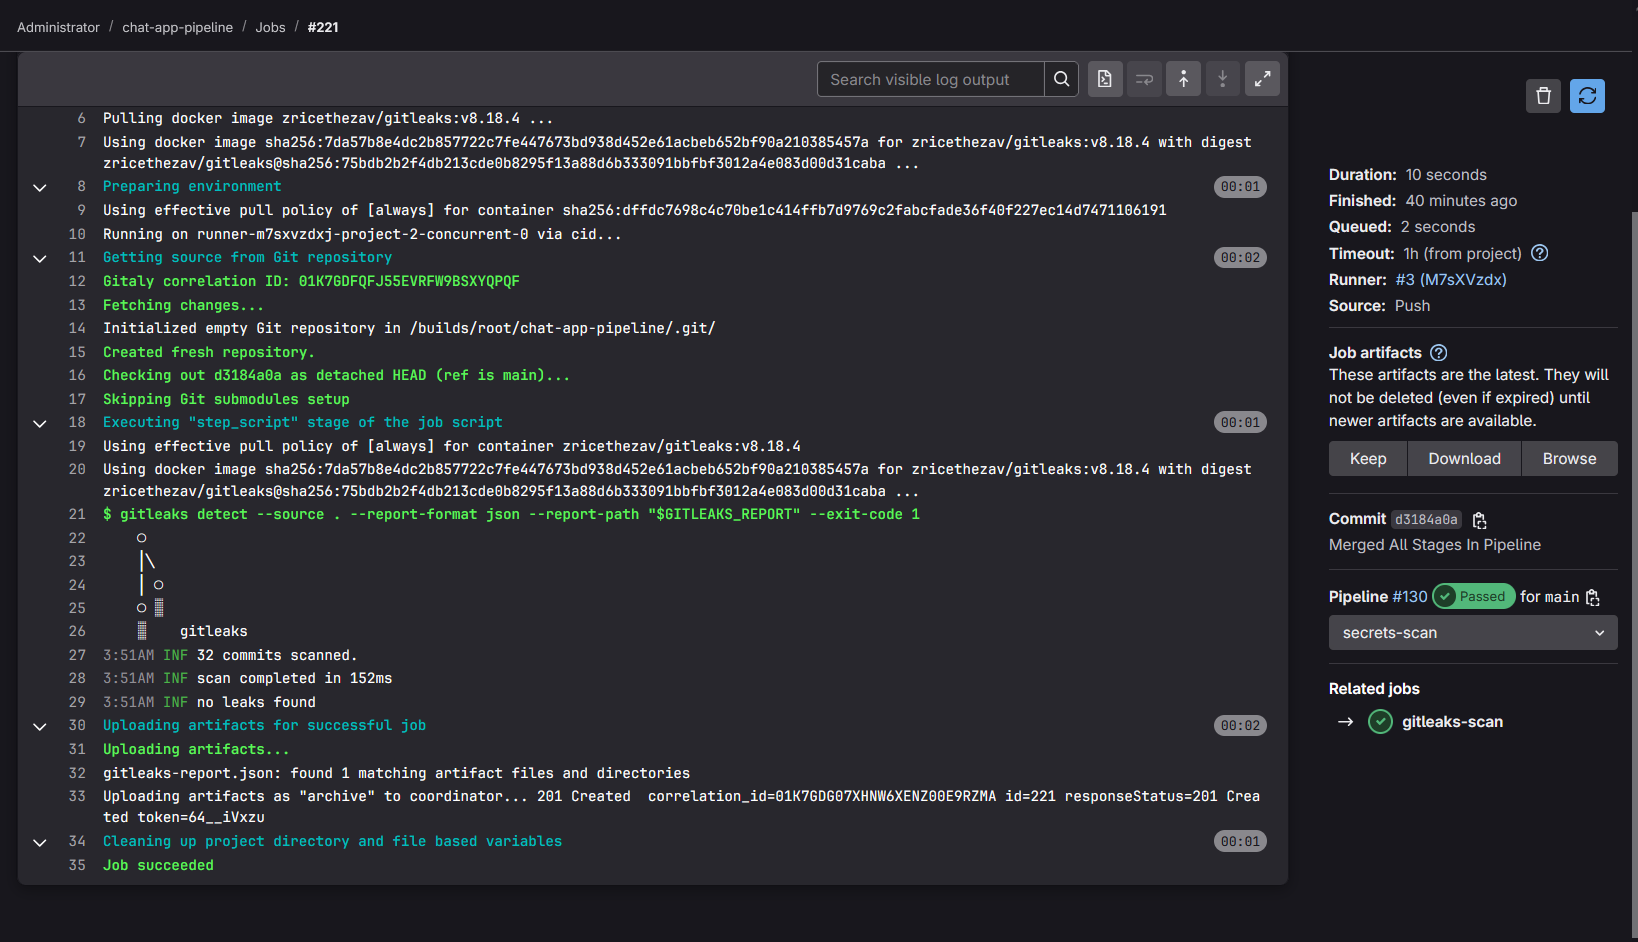 Administrator / chat-app-pipeline / Jobs / #221
Search visible log output
6 Pulling docker image zricethezav/gitleaks:v8.18.4 ...
7 Using docker image sha256:7da57b8e4dc2b857722c7fe447673bd938d452e61acbeb652bf90a210385457a for zricethezav/gitleaks:v8.18.4 with digest
zricethezav/gitleaks@sha256:75bdb2b2f4db213cde0b8295f13a88d6b333091bbfbf3012a4e083d00d31caba ...
8 Preparing environment 00:01
9 Using effective pull policy of [always] for container sha256:dffdc7698c4c70be1c414ffb7d9769c2fabcfade36f40f227ec14d7471106191
10 Running on runner-m7sxvzdxj-project-2-concurrent-0 via cid...
11 Getting source from Git repository 00:02
12 Gitaly correlation ID: 01K7GDFQFJ55EVRFW9BSXYQPQF
13 Fetching changes...
14 Initialized empty Git repository in /builds/root/chat-app-pipeline/.git/
15 Created fresh repository.
16 Checking out d3184a0a as detached HEAD (ref is main)...
17 Skipping Git submodules setup
18 Executing "step_script" stage of the job script 00:01
19 Using effective pull policy of [always] for container zricethezav/gitleaks:v8.18.4
20 Using docker image sha256:7da57b8e4dc2b857722c7fe447673bd938d452e61acbeb652bf90a210385457a for zricethezav/gitleaks:v8.18.4 with digest
zricethezav/gitleaks@sha256:75bdb2b2f4db213cde0b8295f13a88d6b333091bbfbf3012a4e083d00d31caba ...
21 $ gitleaks detect --source . --report-format json --report-path "$GITLEAKS_REPORT" --exit-code 1
22 ○
23 │╲
24 │ ○
25 ○ ░
26 ░ gitleaks
27 3:51AM INF 32 commits scanned.
28 3:51AM INF scan completed in 152ms
29 3:51AM INF no leaks found
30 Uploading artifacts for successful job 00:02
31 Uploading artifacts...
32 gitleaks-report.json: found 1 matching artifact files and directories
33 Uploading artifacts as "archive" to coordinator... 201 Created  correlation_id=01K7GDG07XHNW6XENZ00E9RZMA id=221 responseStatus=201 Crea
ted token=64__iVxzu
34 Cleaning up project directory and file based variables 00:01
35 Job succeeded
Duration: 10 seconds
Finished: 40 minutes ago
Queued: 2 seconds
Timeout: 1h (from project)
Runner: #3 (M7sXVzdx)
Source: Push
Job artifacts
These artifacts are the latest. They will
not be deleted (even if expired) until
newer artifacts are available.
Keep Download Browse
Commit d3184a0a
Merged All Stages In Pipeline
Pipeline #130 Passed for main
secrets-scan
Related jobs
→ gitleaks-scan